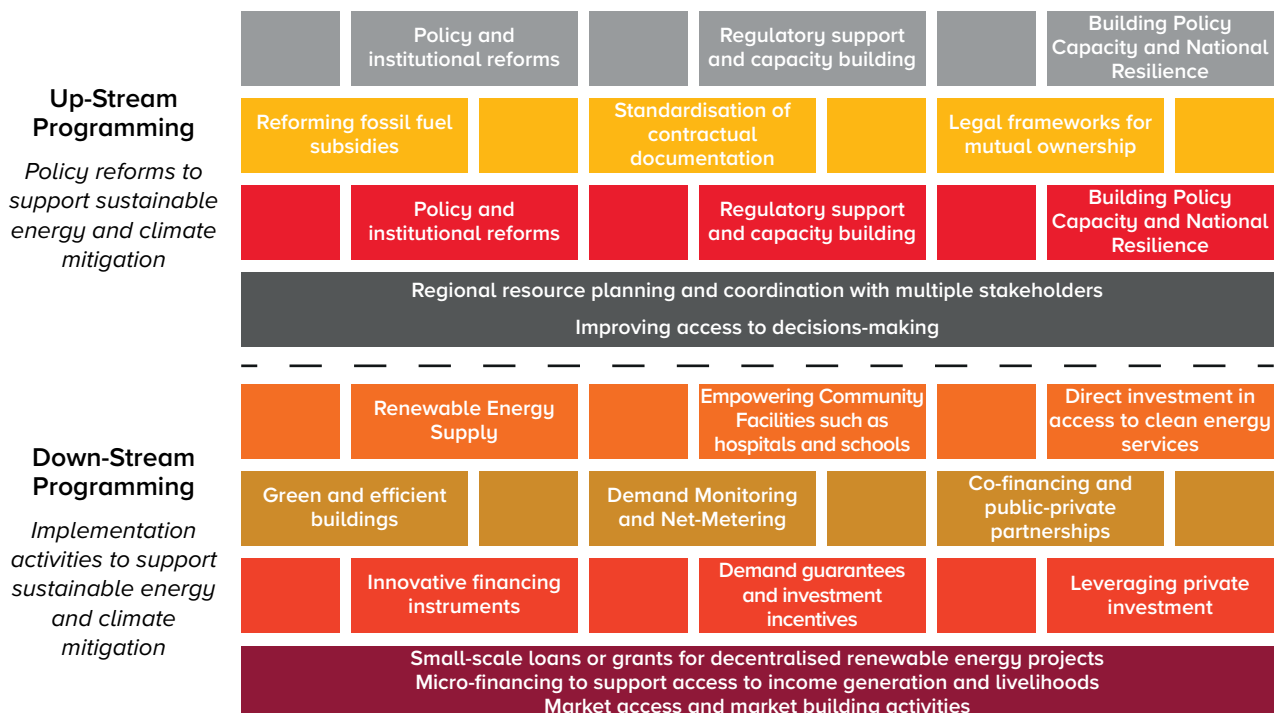 Up-Stream
Programming
Policy reforms to
support sustainable
energy and climate
mitigation
Policy and
institutional reforms
Regulatory support
and capacity building
Building Policy
Capacity and National
Resilience
Reforming fossil fuel
subsidies
Standardisation of
contractual
documentation
Legal frameworks for
mutual ownership
Policy and
institutional reforms
Regulatory support
and capacity building
Building Policy
Capacity and National
Resilience
Regional resource planning and coordination with multiple stakeholders
Improving access to decisions-making
Down-Stream
Programming
Implementation
activities to support
sustainable energy
and climate
mitigation
Renewable Energy
Supply
Empowering Community
Facilities such as
hospitals and schools
Direct investment in
access to clean energy
services
Green and efficient
buildings
Demand Monitoring
and Net-Metering
Co-financing and
public-private
partnerships
Innovative financing
instruments
Demand guarantees
and investment
incentives
Leveraging private
investment
Small-scale loans or grants for decentralised renewable energy projects
Micro-financing to support access to income generation and livelihoods
Market access and market building activities